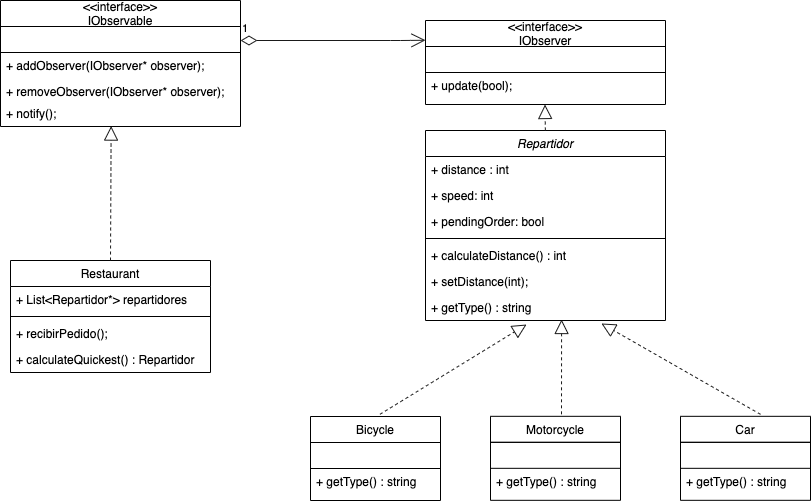 <<interface>>
IObservable
+ addObserver(IObserver* observer);
+ removeObserver(IObserver* observer);
+ notify();
1
<<interface>>
IObserver
+ update(bool);
Repartidor
+ distance : int
+ speed: int
+ pendingOrder: bool
+ calculateDistance() : int
+ setDistance(int);
+ getType() : string
Restaurant
+ List<Repartidor*> repartidores
+ recibirPedido();
+ calculateQuickest() : Repartidor
Bicycle
+ getType() : string
Motorcycle
+ getType() : string
Car
+ getType() : string